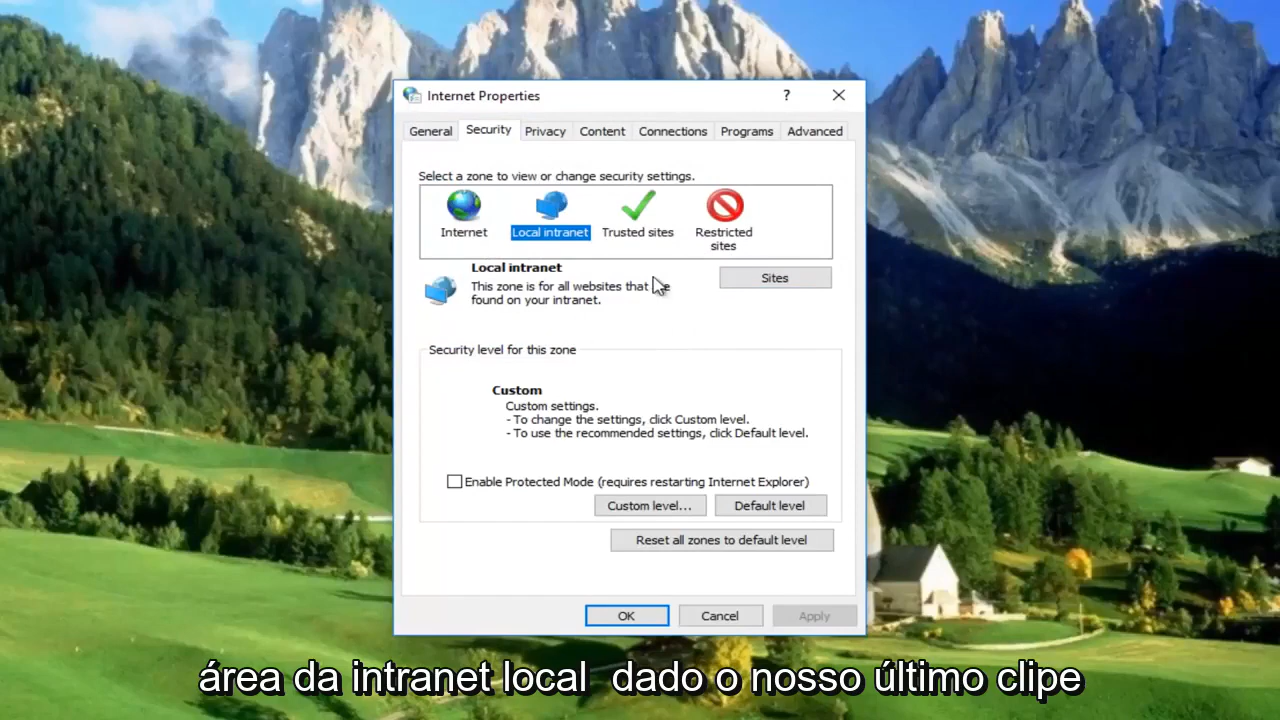 Internet Properties
?
General Security Privacy Content Connections Programs Advanced
Select a zone to view or change security settings.
Internet Local intranet Trusted sites Restricted
sites
Local intranet
Sites
This zone is for all websites that
found on your intranet.
Security level for this zone
Custom
Custom settings.
- To change the settings, click Custom level.
- To use the recommended settings, click Default level.
Enable Protected Mode (requires restarting Internet Explorer)
Custom level... Default level
Reset all zones to default level
OK Cancel Apply
área da intranet local dado o nosso último clipe